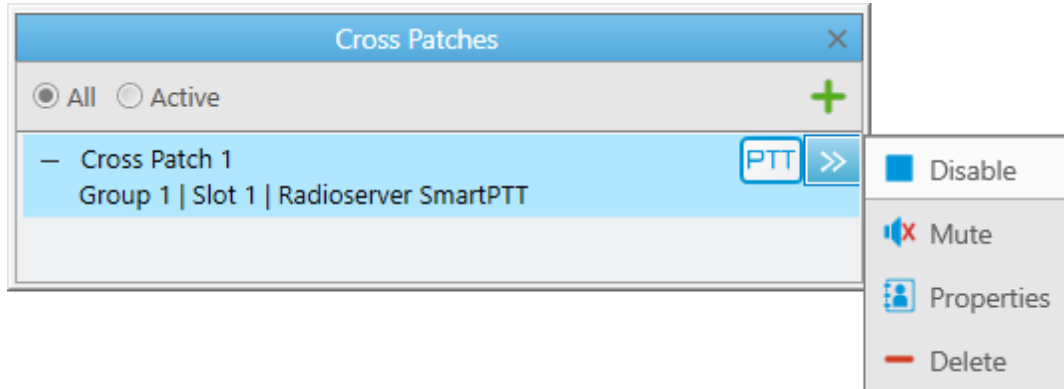 Cross Patches
All Active
Cross Patch 1 PTT
Group 1 | Slot 1 | Radioserver SmartPTT
Disable
Mute
Properties
Delete